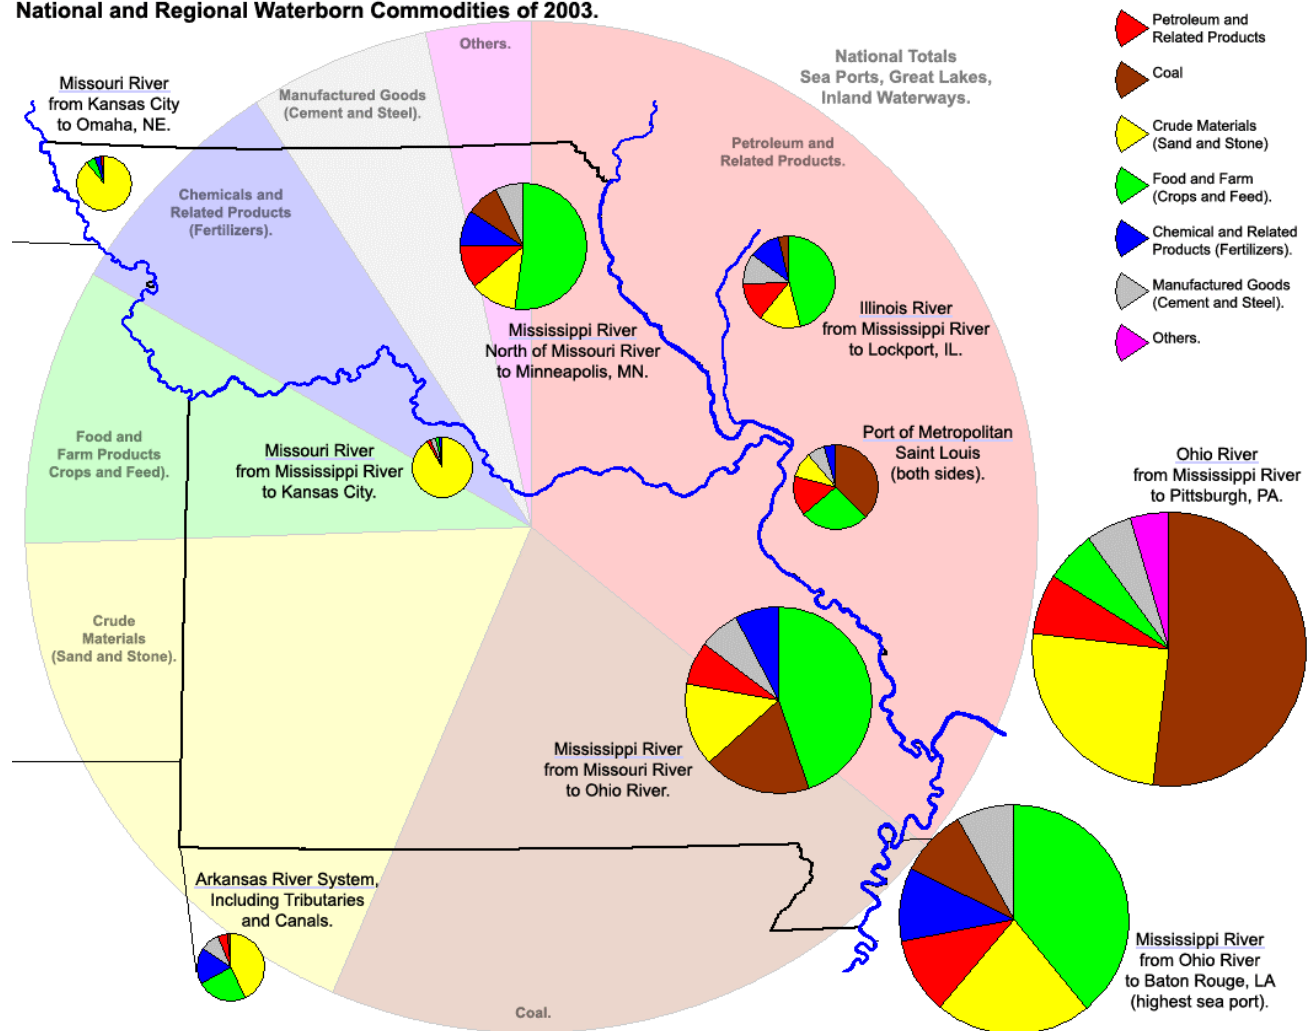 National and Regional Waterborn Commodities of 2003.
Others.
National Totals
Sea Ports, Great Lakes,
Inland Waterways.
Petroleum and
Related Products
Coal
Crude Materials
(Sand and Stone)
Food and Farm
(Crops and Feed).
Chemical and Related
Products (Fertilizers).
Manufactured Goods
(Cement and Steel).
Others.
Missouri River
from Kansas City
to Omaha, NE.
Manufactured Goods
(Cement and Steel).
Petroleum and
Related Products.
Chemicals and
Related Products
(Fertilizers).
Mississippi River
North of Missouri River
to Minneapolis, MN.
Illinois River
from Mississippi River
to Lockport, IL.
Food and
Farm Products
Crops and Feed).
Missouri River
from Mississippi River
to Kansas City.
Port of Metropolitan
Saint Louis
(both sides).
Ohio River
from Mississippi River
to Pittsburgh, PA.
Crude
Materials
(Sand and Stone).
Mississippi River
from Missouri River
to Ohio River.
Arkansas River System,
Including Tributaries
and Canals.
Mississippi River
from Ohio River
to Baton Rouge, LA
(highest sea port).
Coal.